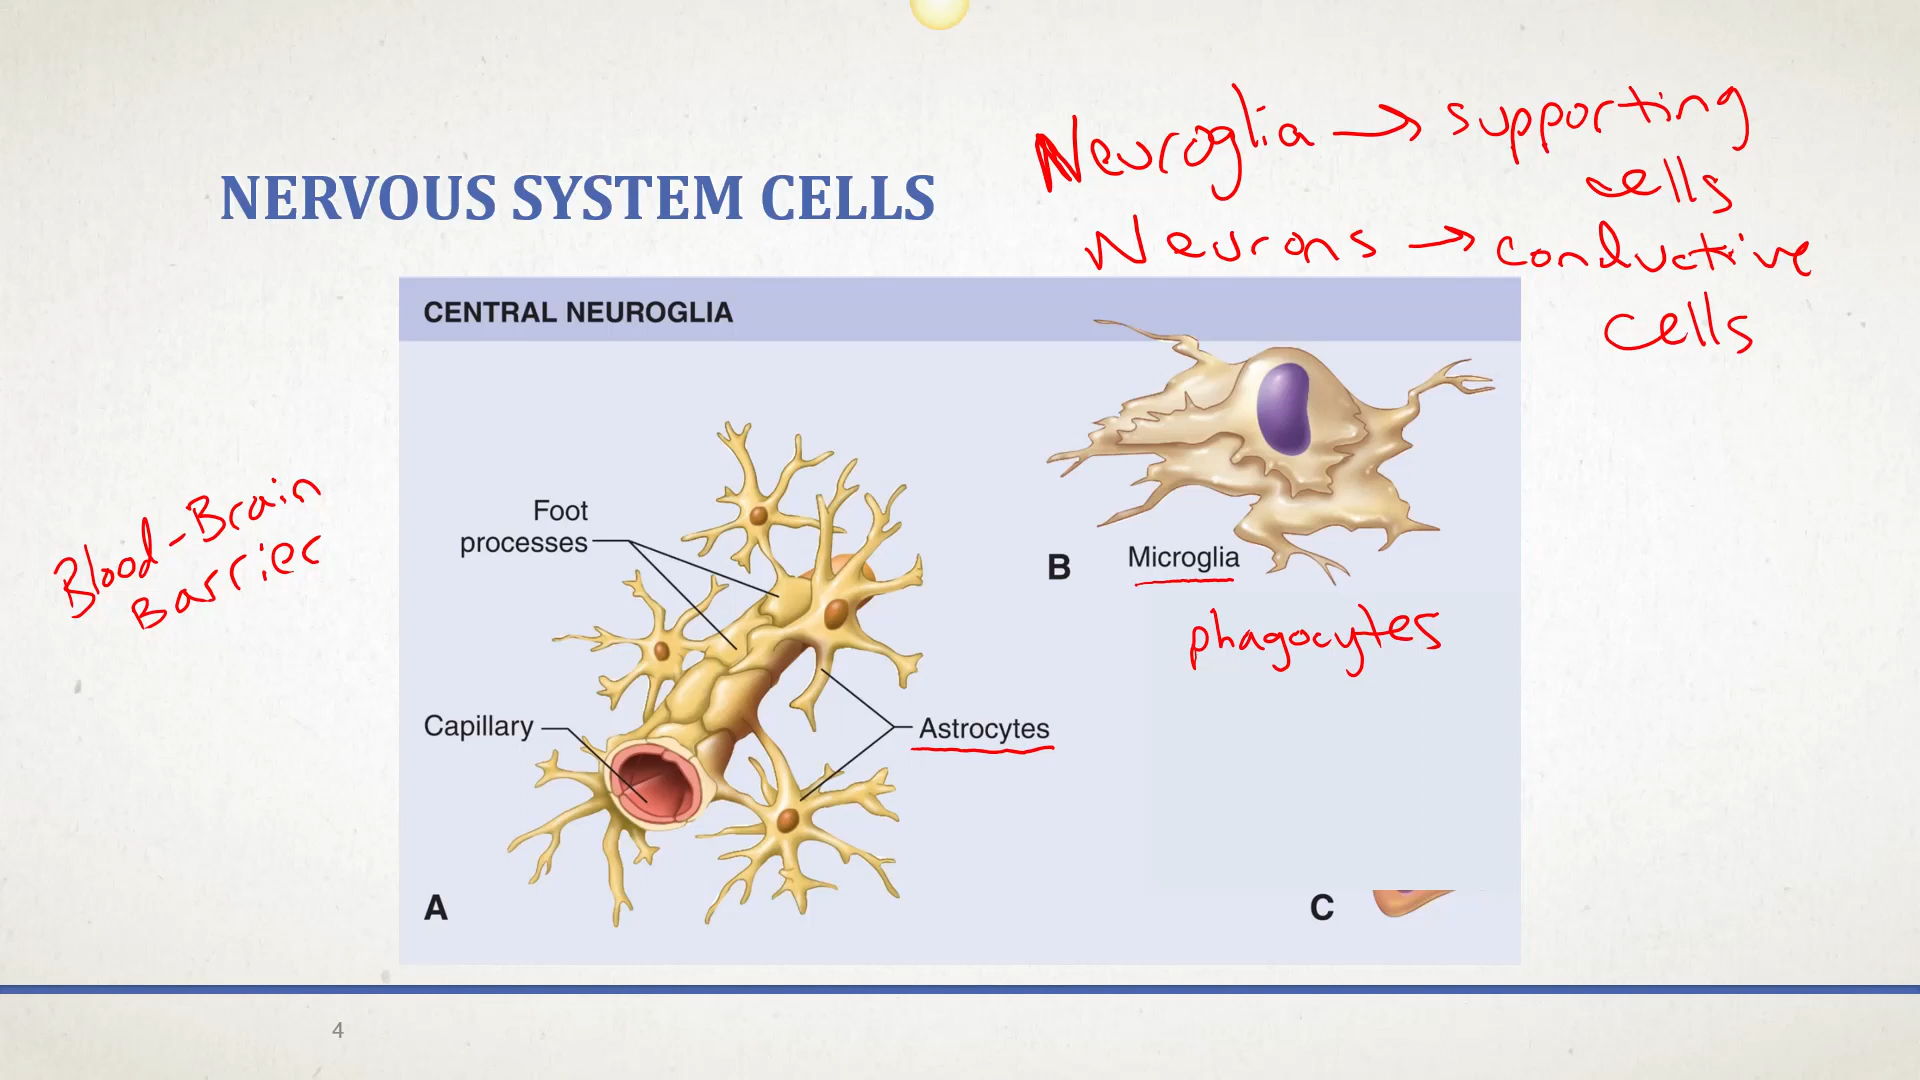 Neuroglia → supporting
cells
NERVOUS SYSTEM CELLS
Neurons → conductive
cells
CENTRAL NEUROGLIA
Blood-Brain
Barrier
Foot
processes
B
Microglia
phagocytes
Capillary
Astrocytes
A
C
4